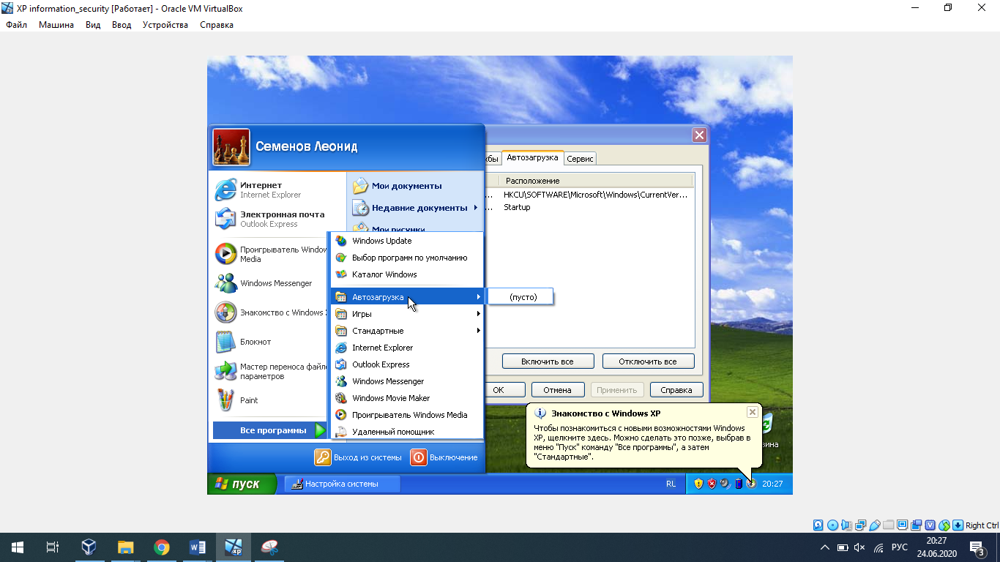 XP information_security [Работает] - Oracle VM VirtualBox
Файл Машина Вид Ввод Устройства Справка
Семенов Леонид
Интернет
Internet Explorer
Электронная почта
Outlook Express
Проигрыватель Window
Media
Windows Messenger
Знакомство с Windows
Блокнот
Мастер переноса файло
параметров
Paint
Все программы
Мои документы
Недавние документы
Мои рисунки
Windows Update
Выбор программ по умолчанию
Каталог Windows
Автозагрузка
(пусто)
Игры
Стандартные
Internet Explorer
Outlook Express
Windows Messenger
Windows Movie Maker
Проигрыватель Windows Media
Удаленный помощник
Выход из системы
Выключение
жбы Автозагрузка Сервис
Расположение
... HKCU\SOFTWARE\Microsoft\Windows\CurrentVer...
... Startup
Включить все Отключить все
ОК Отмена Применить Справка
Знакомство с Windows XP
Чтобы познакомиться с новыми возможностями Windows
XP, щелкните здесь. Можно сделать это позже, выбрав в
меню "Пуск" команду "Все программы", а затем
"Стандартные".
зина
пуск
Настройка системы
RL
20:27
Right Ctrl
W
xp
РУС
20:27
24.06.2020
3